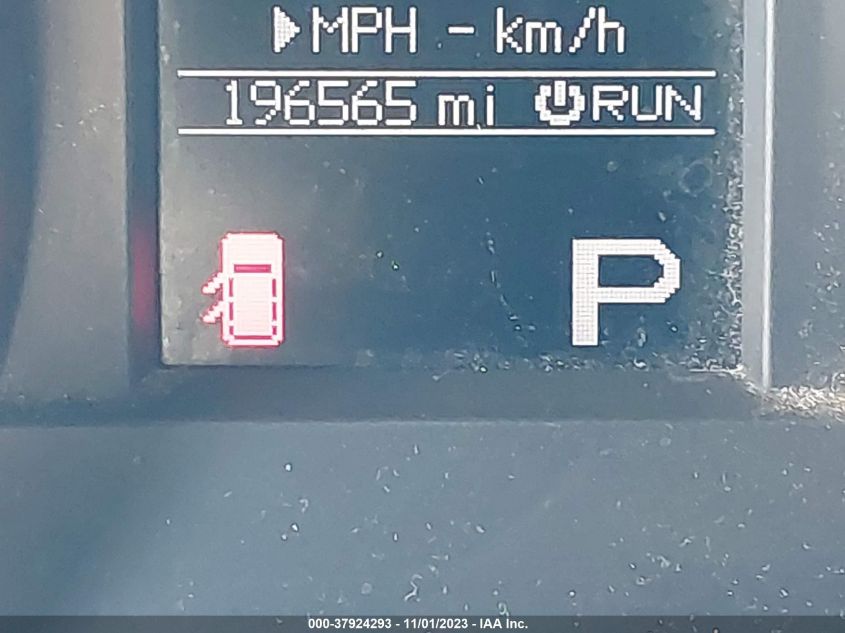 MPH - km/h
196565 mi RUN
P
000-37924293 - 11/01/2023 - IAA Inc.